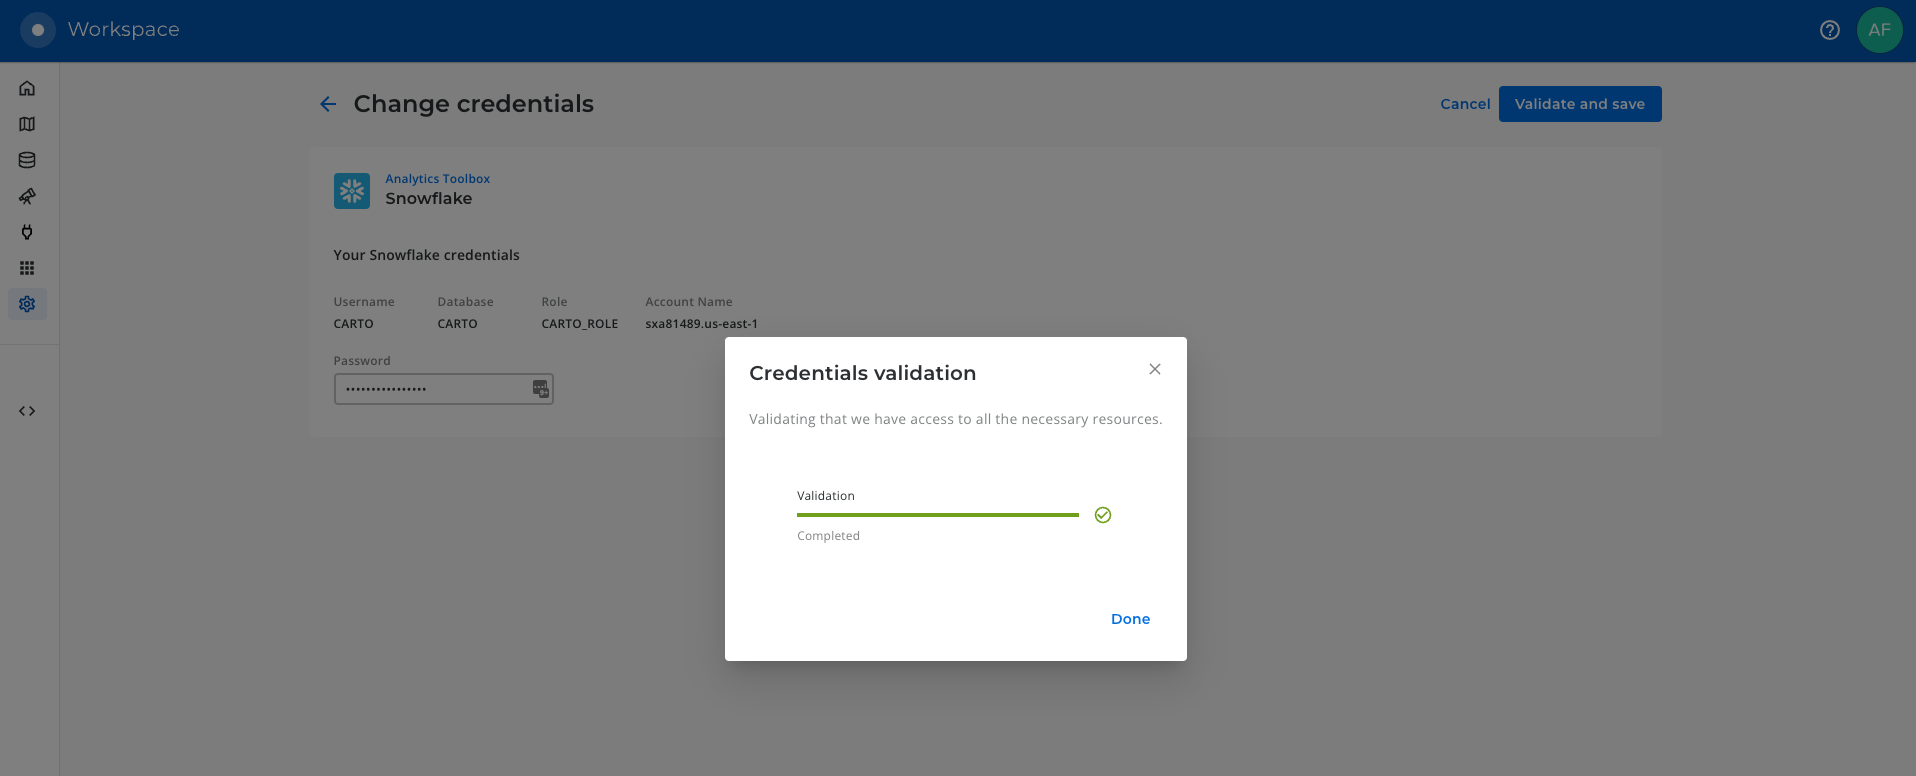 Workspace
AF
Change credentials
Cancel
Validate and save
Analytics Toolbox
Snowflake
Your Snowflake credentials
Username Database Role Account Name
CARTO CARTO CARTO_ROLE sxa81489.us-east-1
Password
Credentials validation
Validating that we have access to all the necessary resources.
Validation
Completed
Done